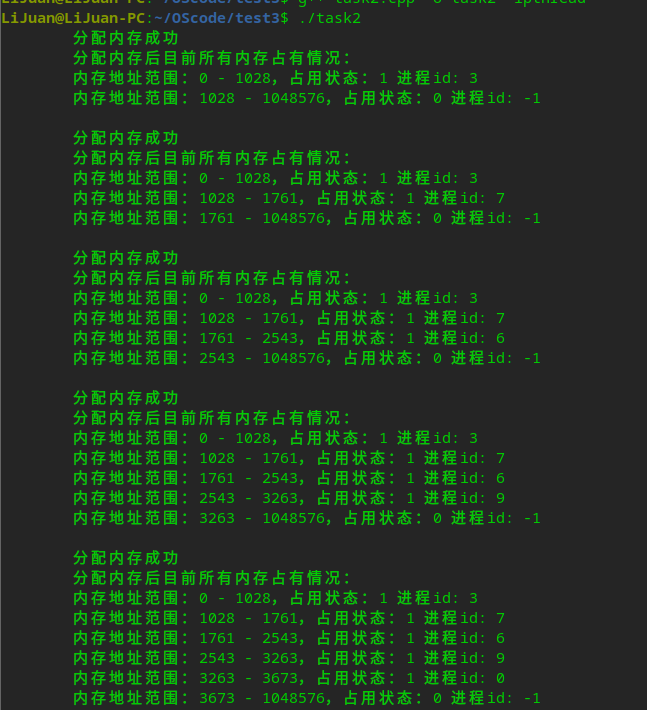 LiJuan@LiJuan-PC:~/OScode/test3$ g++ task2.cpp -o task2 -lpthread
LiJuan@LiJuan-PC:~/OScode/test3$ ./task2
分配内存成功
分配内存后目前所有内存占有情况：
内存地址范围：0 - 1028，占用状态：1 进程id: 3
内存地址范围：1028 - 1048576，占用状态：0 进程id: -1
分配内存成功
分配内存后目前所有内存占有情况：
内存地址范围：0 - 1028，占用状态：1 进程id: 3
内存地址范围：1028 - 1761，占用状态：1 进程id: 7
内存地址范围：1761 - 1048576，占用状态：0 进程id: -1
分配内存成功
分配内存后目前所有内存占有情况：
内存地址范围：0 - 1028，占用状态：1 进程id: 3
内存地址范围：1028 - 1761，占用状态：1 进程id: 7
内存地址范围：1761 - 2543，占用状态：1 进程id: 6
内存地址范围：2543 - 1048576，占用状态：0 进程id: -1
分配内存成功
分配内存后目前所有内存占有情况：
内存地址范围：0 - 1028，占用状态：1 进程id: 3
内存地址范围：1028 - 1761，占用状态：1 进程id: 7
内存地址范围：1761 - 2543，占用状态：1 进程id: 6
内存地址范围：2543 - 3263，占用状态：1 进程id: 9
内存地址范围：3263 - 1048576，占用状态：0 进程id: -1
分配内存成功
分配内存后目前所有内存占有情况：
内存地址范围：0 - 1028，占用状态：1 进程id: 3
内存地址范围：1028 - 1761，占用状态：1 进程id: 7
内存地址范围：1761 - 2543，占用状态：1 进程id: 6
内存地址范围：2543 - 3263，占用状态：1 进程id: 9
内存地址范围：3263 - 3673，占用状态：1 进程id: 0
内存地址范围：3673 - 1048576，占用状态：0 进程id: -1